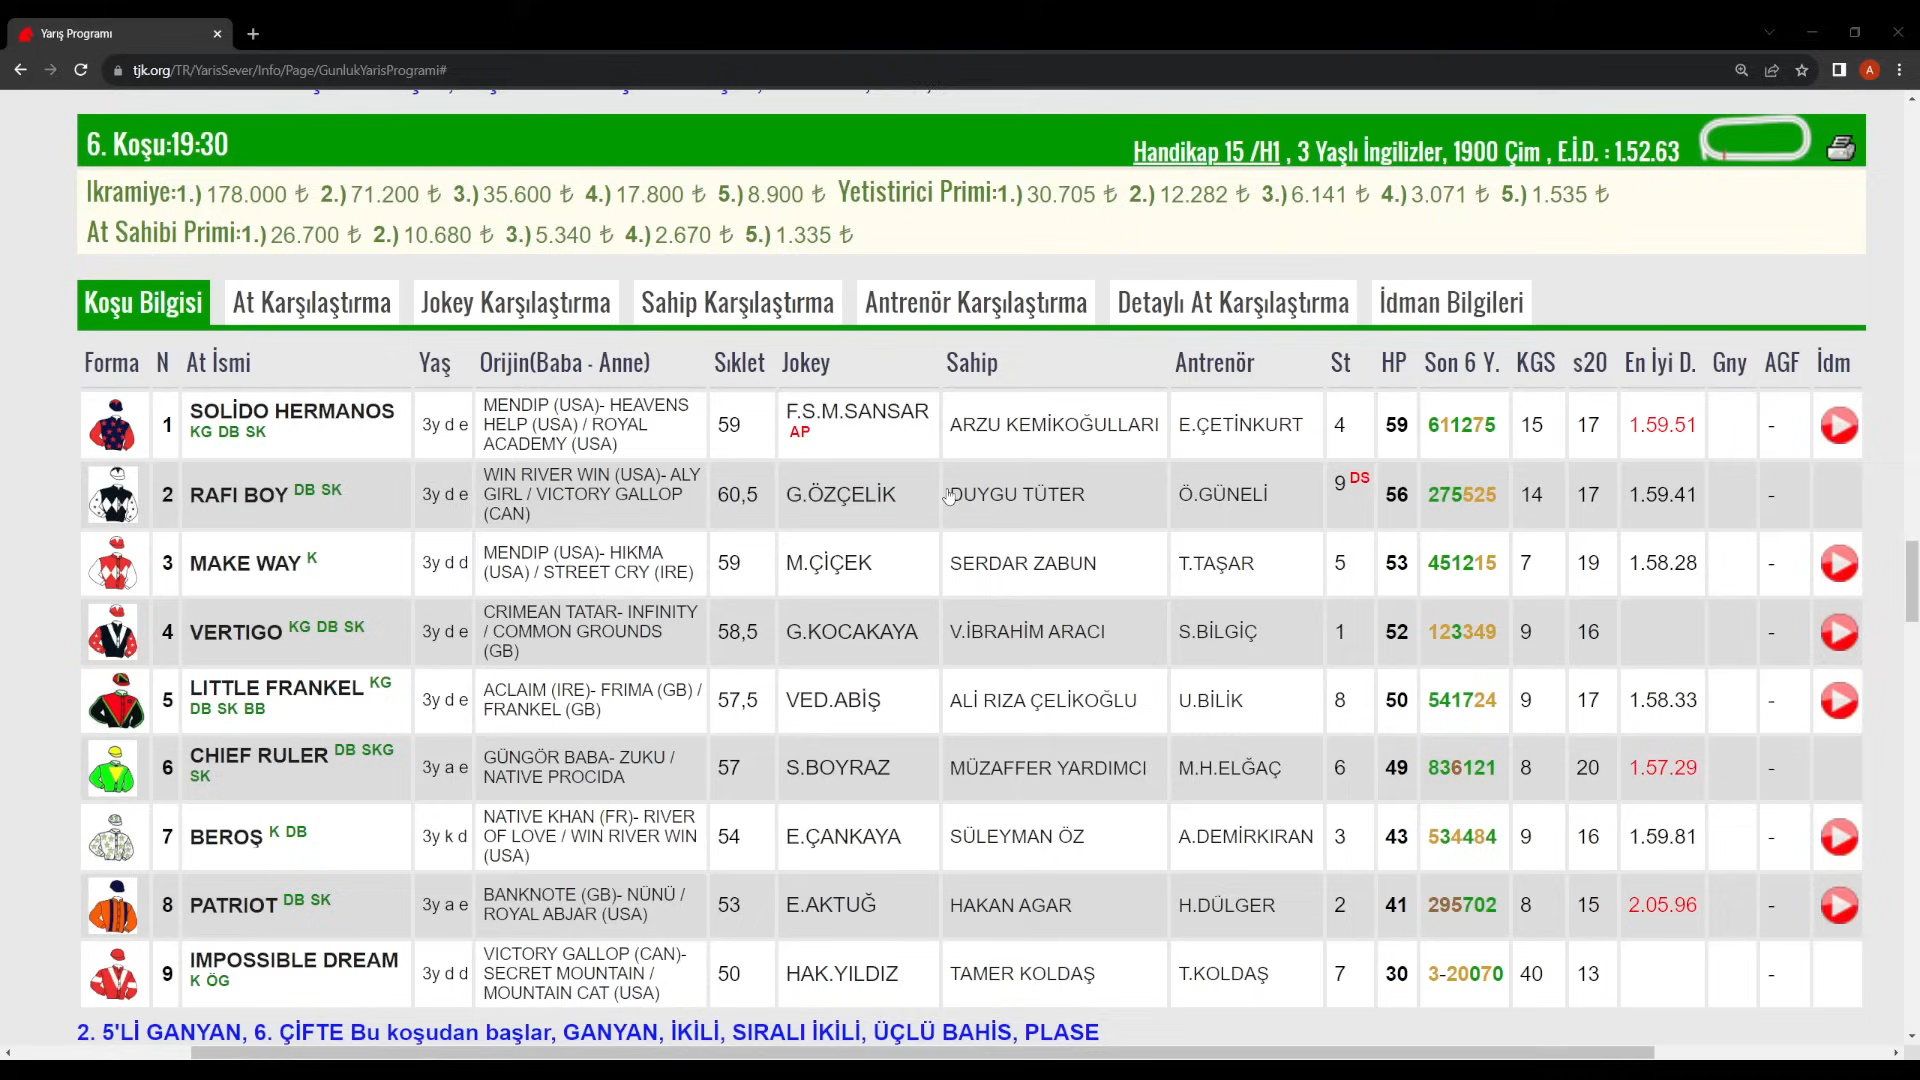 Yarış Programı
tjk.org/TR/YarisSever/Info/Page/GunlukYarisProgrami#
A
6. Koşu:19:30
Handikap 15 /H1 , 3 Yaşlı İngilizler, 1900 Çim , E.İ.D. : 1.52.63
Ikramiye:1.) 178.000 ₺ 2.) 71.200 ₺ 3.) 35.600 ₺ 4.) 17.800 ₺ 5.) 8.900 ₺ Yetistirici Primi:1.) 30.705 ₺ 2.) 12.282 ₺ 3.) 6.141 ₺ 4.) 3.071 ₺ 5.) 1.535 ₺
At Sahibi Primi:1.) 26.700 ₺ 2.) 10.680 ₺ 3.) 5.340 ₺ 4.) 2.670 ₺ 5.) 1.335 ₺
Koşu Bilgisi At Karşılaştırma Jokey Karşılaştırma Sahip Karşılaştırma Antrenör Karşılaştırma Detaylı At Karşılaştırma İdman Bilgileri
Forma N At İsmi Yaş Orijin(Baba - Anne) Sıklet Jokey Sahip Antrenör St HP Son 6 Y. KGS s20 En İyi D. Gny AGF İdm
1 SOLİDO HERMANOS KG DB SK 3y d e MENDIP (USA)- HEAVENS HELP (USA) / ROYAL ACADEMY (USA) 59 F.S.M.SANSAR AP ARZU KEMİKOĞULLARI E.ÇETİNKURT 4 59 611275 15 17 1.59.51 -
2 RAFI BOY DB SK 3y d e WIN RIVER WIN (USA)- ALY GIRL / VICTORY GALLOP (CAN) 60,5 G.ÖZÇELİK DUYGU TÜTER Ö.GÜNELİ 9 DS 56 275525 14 17 1.59.41 -
3 MAKE WAY K 3y d d MENDIP (USA)- HIKMA (USA) / STREET CRY (IRE) 59 M.ÇİÇEK SERDAR ZABUN T.TAŞAR 5 53 451215 7 19 1.58.28 -
4 VERTIGO KG DB SK 3y d e CRIMEAN TATAR- INFINITY / COMMON GROUNDS (GB) 58,5 G.KOCAKAYA V.İBRAHİM ARACI S.BİLGİÇ 1 52 123349 9 16 -
5 LITTLE FRANKEL KG DB SK BB 3y d e ACLAIM (IRE)- FRIMA (GB) / FRANKEL (GB) 57,5 VED.ABİŞ ALİ RIZA ÇELİKOĞLU U.BİLİK 8 50 541724 9 17 1.58.33 -
6 CHIEF RULER DB SKG SK 3y a e GÜNGÖR BABA- ZUKU / NATIVE PROCIDA 57 S.BOYRAZ MÜZAFFER YARDIMCI M.H.ELĞAÇ 6 49 836121 8 20 1.57.29 -
7 BEROŞ K DB 3y k d NATIVE KHAN (FR)- RIVER OF LOVE / WIN RIVER WIN (USA) 54 E.ÇANKAYA SÜLEYMAN ÖZ A.DEMİRKIRAN 3 43 534484 9 16 1.59.81 -
8 PATRIOT DB SK 3y a e BANKNOTE (GB)- NÜNÜ / ROYAL ABJAR (USA) 53 E.AKTUĞ HAKAN AGAR H.DÜLGER 2 41 295702 8 15 2.05.96 -
9 IMPOSSIBLE DREAM K ÖG 3y d d VICTORY GALLOP (CAN)- SECRET MOUNTAIN / MOUNTAIN CAT (USA) 50 HAK.YILDIZ TAMER KOLDAŞ T.KOLDAŞ 7 30 3-20070 40 13 -
2. 5'Lİ GANYAN, 6. ÇİFTE Bu koşudan başlar, GANYAN, İKİLİ, SIRALI İKİLİ, ÜÇLÜ BAHİS, PLASE